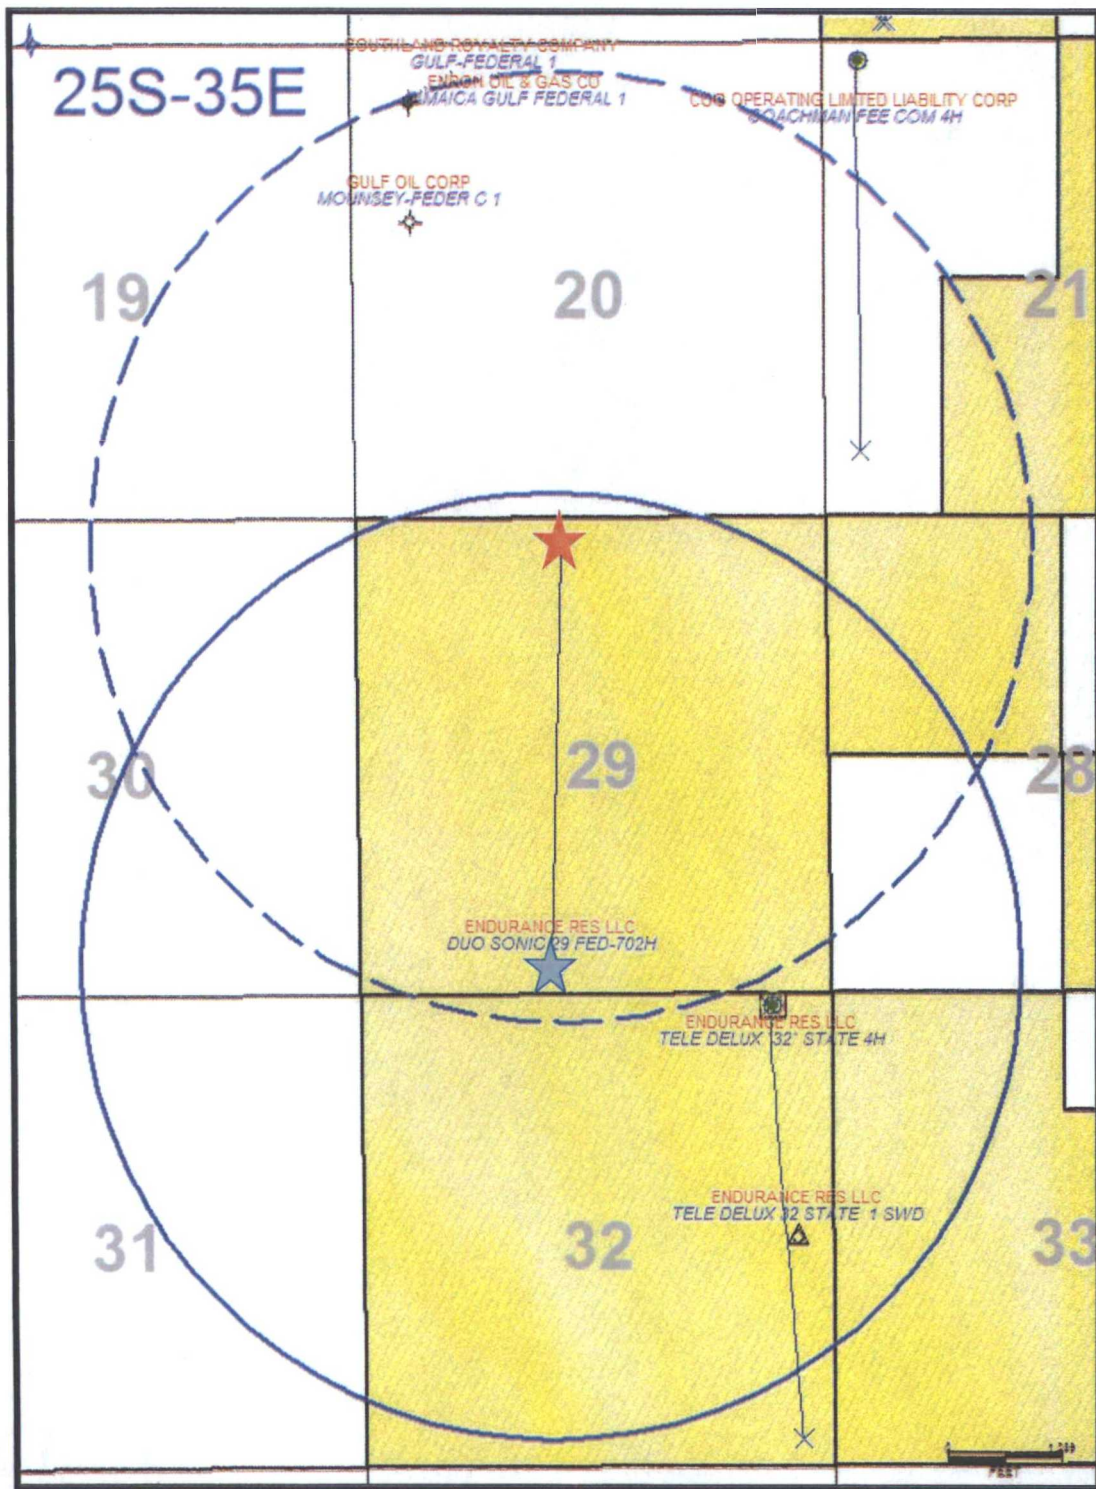 25S-35E
SOUTHLAND ROYALTY COMPANY
GULF-FEDERAL 1
ENRON OIL & GAS CO
JAMAICA GULF FEDERAL 1
COG OPERATING LIMITED LIABILITY CORP
COACHMAN FEE COM 4H
GULF OIL CORP
MOUNSEY-FEDER C 1
19
20
21
30
29
28
ENDURANCE RES LLC
DUO SONIC 29 FED-702H
ENDURANCE RES LLC
TELE DELUX '32' STATE 4H
ENDURANCE RES LLC
TELE DELUX 32 STATE 1 SWD
31
32
33
0
FEET